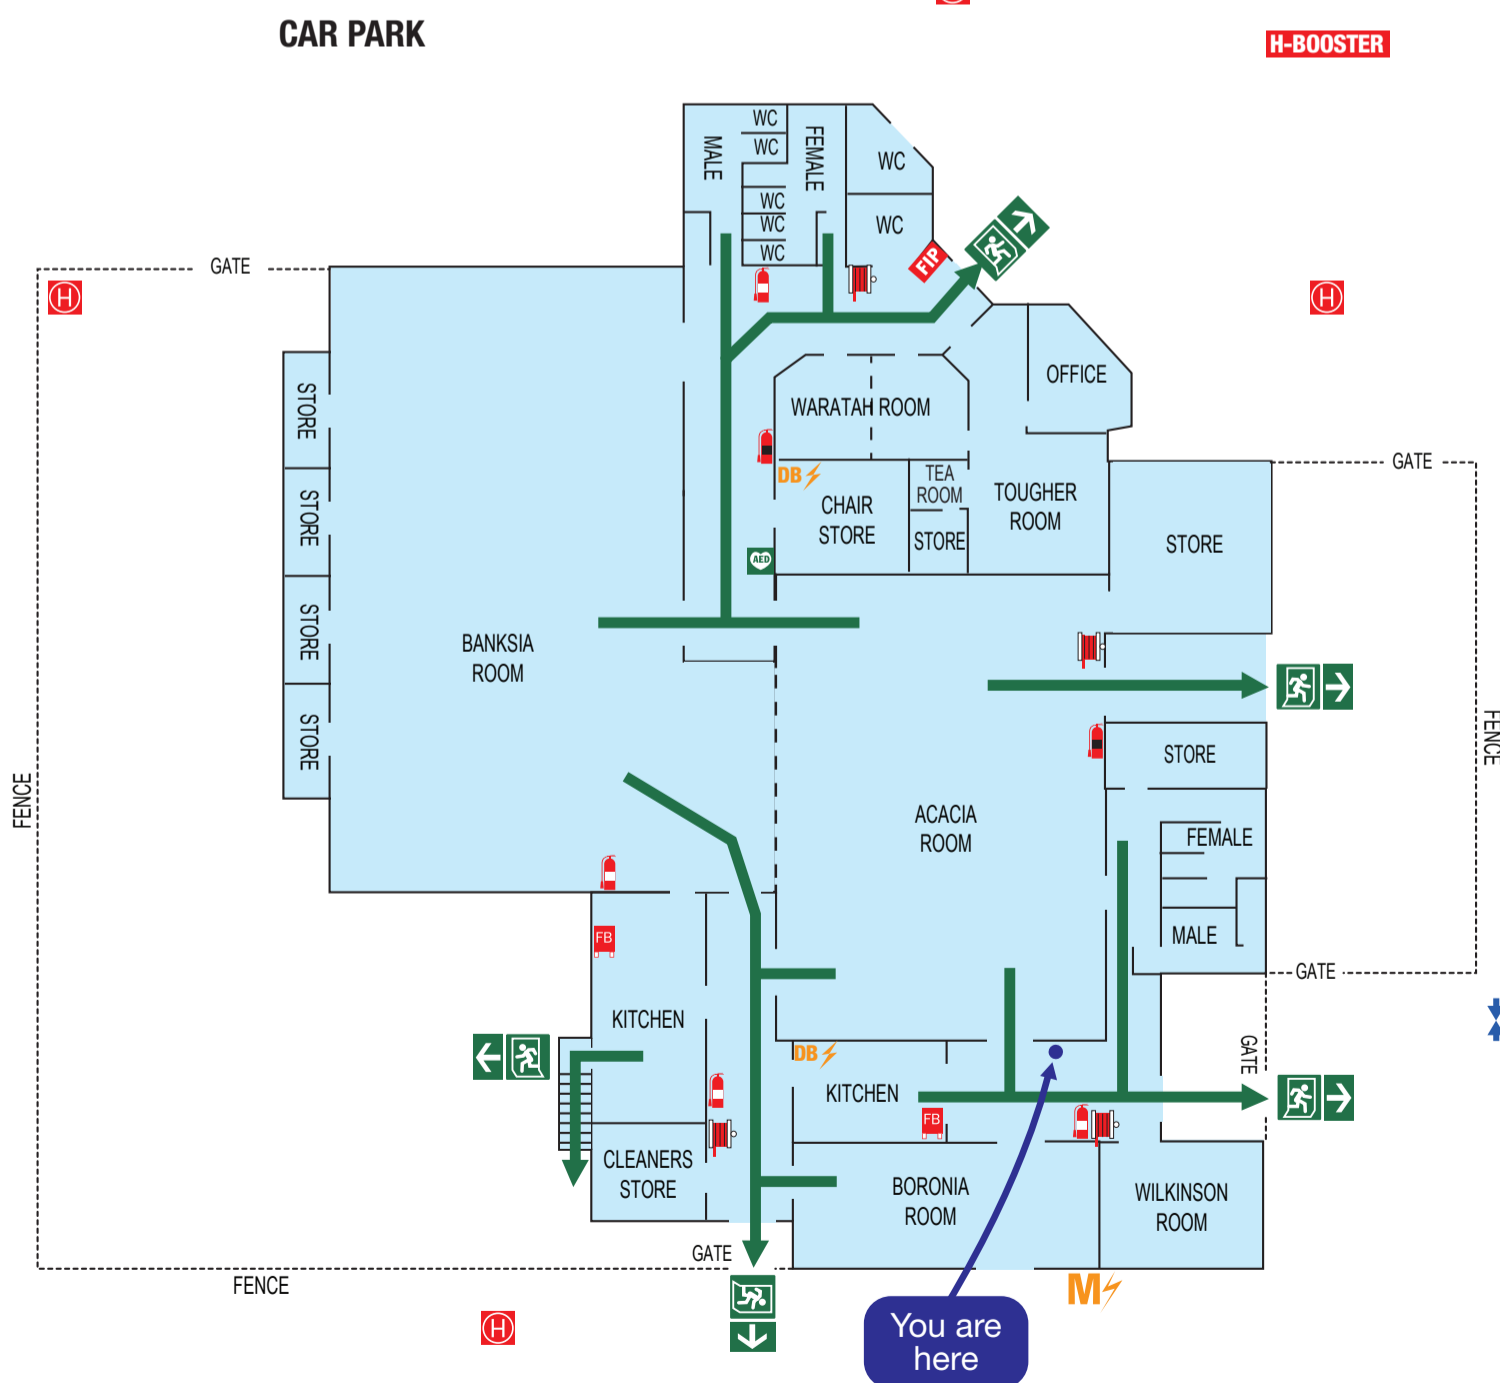 CAR PARK
H-BOOSTER
WC
WC
WC
WC
WC
MALE
FEMALE
WC
WC
FIP
GATE
H
H
STORE
STORE
STORE
STORE
WARATAH ROOM
OFFICE
DB
CHAIR
STORE
TEA
ROOM
STORE
TOUGHER
ROOM
GATE
STORE
AED
BANKSIA
ROOM
FENCE
FENCE
STORE
ACACIA
ROOM
FEMALE
MALE
GATE
FB
KITCHEN
GATE
DB
KITCHEN
FB
CLEANERS
STORE
BORONIA
ROOM
WILKINSON
ROOM
GATE
FENCE
M
H
You are
here